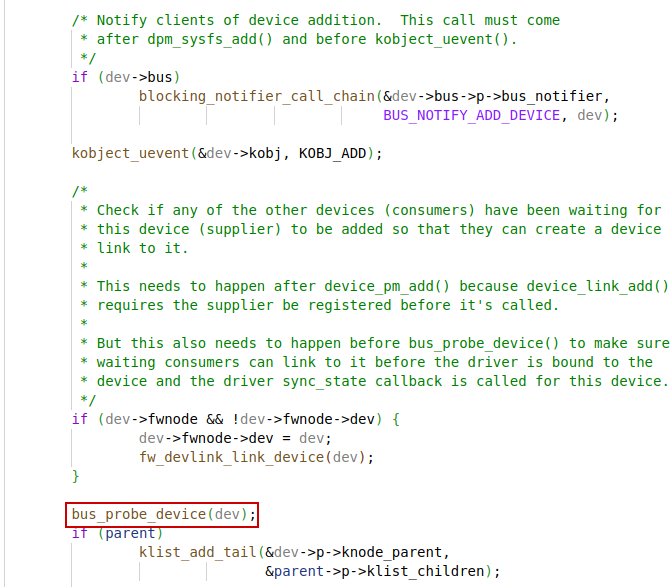 /* Notify clients of device addition.  This call must come
 * after dpm_sysfs_add() and before kobject_uevent().
 */
if (dev->bus)
        blocking_notifier_call_chain(&dev->bus->p->bus_notifier,
                                     BUS_NOTIFY_ADD_DEVICE, dev);

kobject_uevent(&dev->kobj, KOBJ_ADD);

/*
 * Check if any of the other devices (consumers) have been waiting for
 * this device (supplier) to be added so that they can create a device
 * link to it.
 *
 * This needs to happen after device_pm_add() because device_link_add()
 * requires the supplier be registered before it's called.
 *
 * But this also needs to happen before bus_probe_device() to make sure
 * waiting consumers can link to it before the driver is bound to the
 * device and the driver sync_state callback is called for this device.
 */
if (dev->fwnode && !dev->fwnode->dev) {
        dev->fwnode->dev = dev;
        fw_devlink_link_device(dev);
}

bus_probe_device(dev);
if (parent)
        klist_add_tail(&dev->p->knode_parent,
                       &parent->p->klist_children);